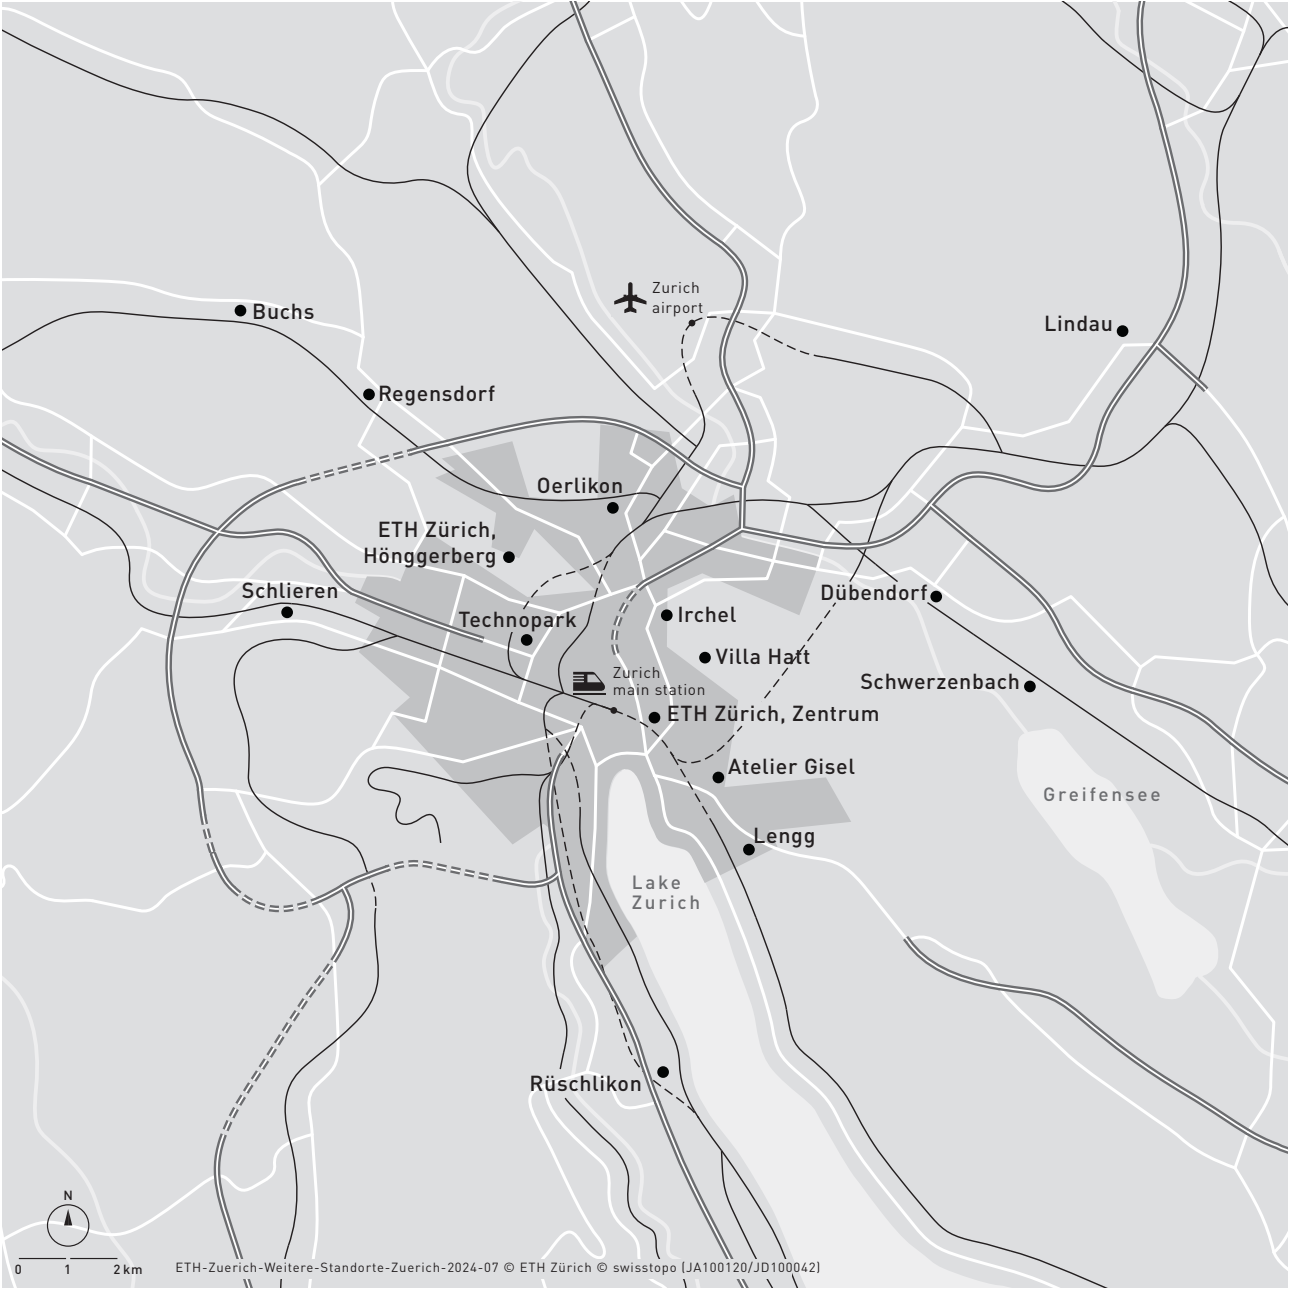 Zurich
airport
Buchs
Lindau
Regensdorf
Oerlikon
ETH Zürich,
Hönggerberg
Schlieren
Dübendorf
Technopark
Irchel
Villa Hatt
Zurich
main station
Schwerzenbach
ETH Zürich, Zentrum
Atelier Gisel
Greifensee
Lengg
Lake
Zurich
Rüschlikon
N
0 1 2 km
ETH-Zuerich-Weitere-Standorte-Zuerich-2024-07 © ETH Zürich © swisstopo (JA100120/JD100042)